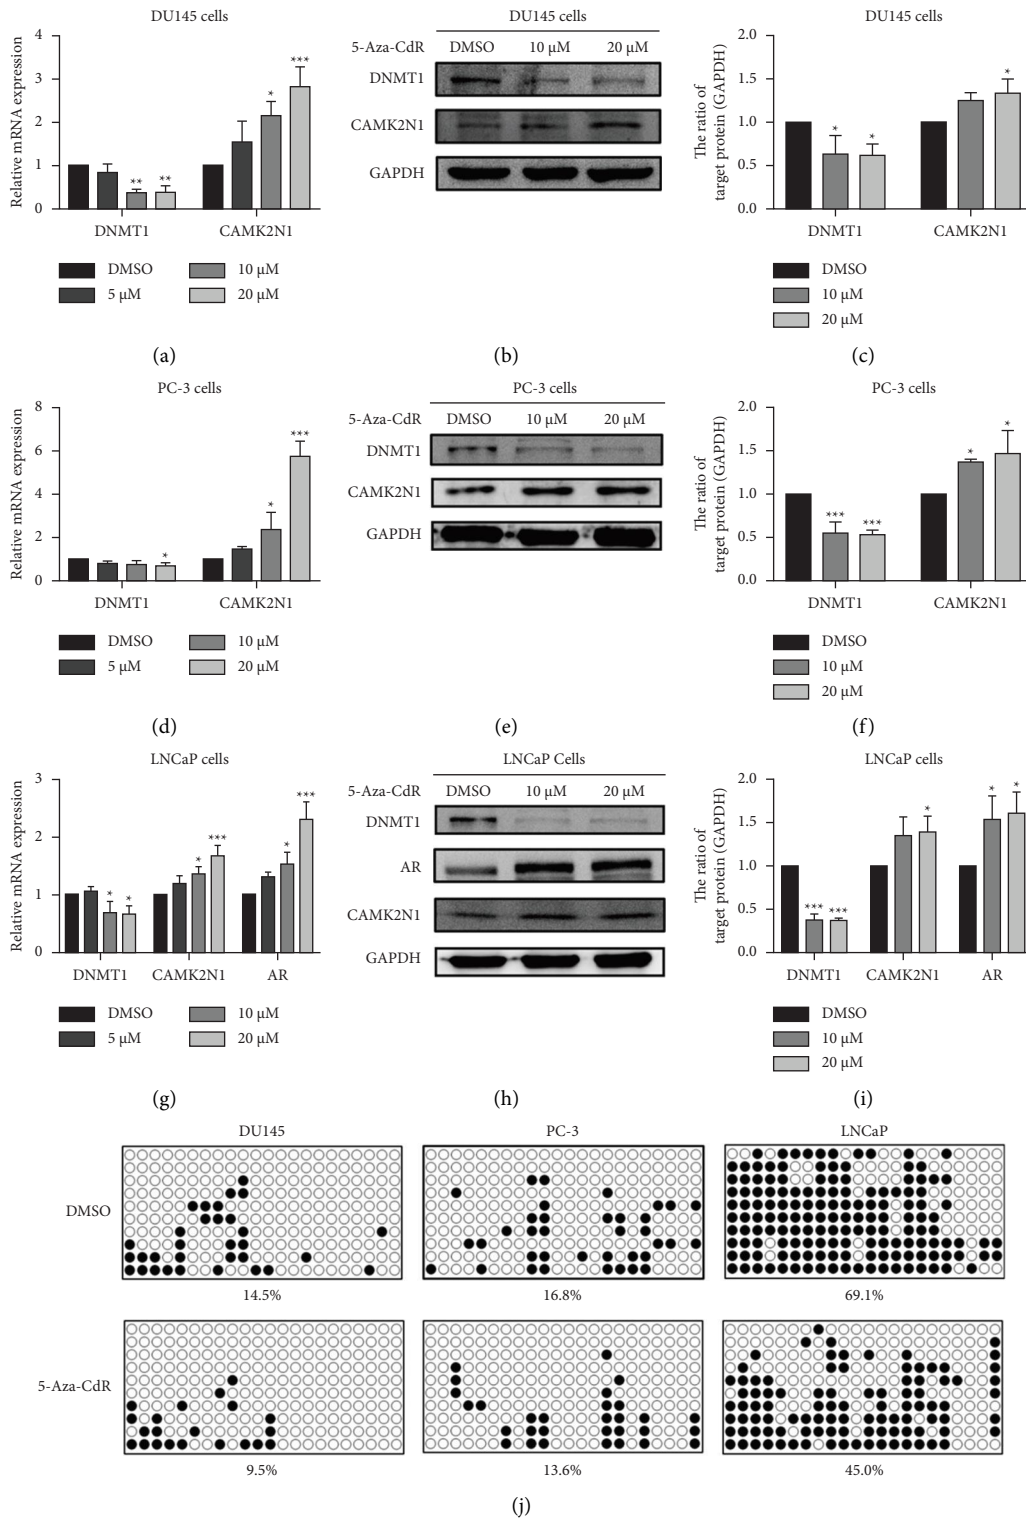 DU145 cells
Relative mRNA expression
4
3
2
1
0
**
**
*
***
DNMT1 CAMK2N1
DMSO 10 μM
5 μM 20 μM
(a)
DU145 cells
5-Aza-CdR DMSO 10 μM 20 μM
DNMT1
CAMK2N1
GAPDH
(b)
DU145 cells
The ratio of
target protein (GAPDH)
2.0
1.5
1.0
0.5
0.0
*
*
*
DNMT1 CAMK2N1
DMSO
10 μM
20 μM
(c)
PC-3 cells
Relative mRNA expression
8
6
4
2
0
*
*
***
DNMT1 CAMK2N1
DMSO 10 μM
5 μM 20 μM
(d)
PC-3 cells
5-Aza-CdR DMSO 10 μM 20 μM
DNMT1
CAMK2N1
GAPDH
(e)
PC-3 cells
The ratio of
target protein (GAPDH)
2.0
1.5
1.0
0.5
0.0
***
***
*
*
DNMT1 CAMK2N1
DMSO
10 μM
20 μM
(f)
LNCaP cells
Relative mRNA expression
3
2
1
0
*
*
*
***
*
***
DNMT1 CAMK2N1 AR
DMSO 10 μM
5 μM 20 μM
(g)
LNCaP Cells
5-Aza-CdR DMSO 10 μM 20 μM
DNMT1
AR
CAMK2N1
GAPDH
(h)
LNCaP cells
The ratio of
target protein (GAPDH)
2.0
1.5
1.0
0.5
0.0
***
***
*
*
*
DNMT1 CAMK2N1 AR
DMSO
10 μM
20 μM
(i)
DU145 PC-3 LNCaP
DMSO
14.5% 16.8% 69.1%
5-Aza-CdR
9.5% 13.6% 45.0%
(j)